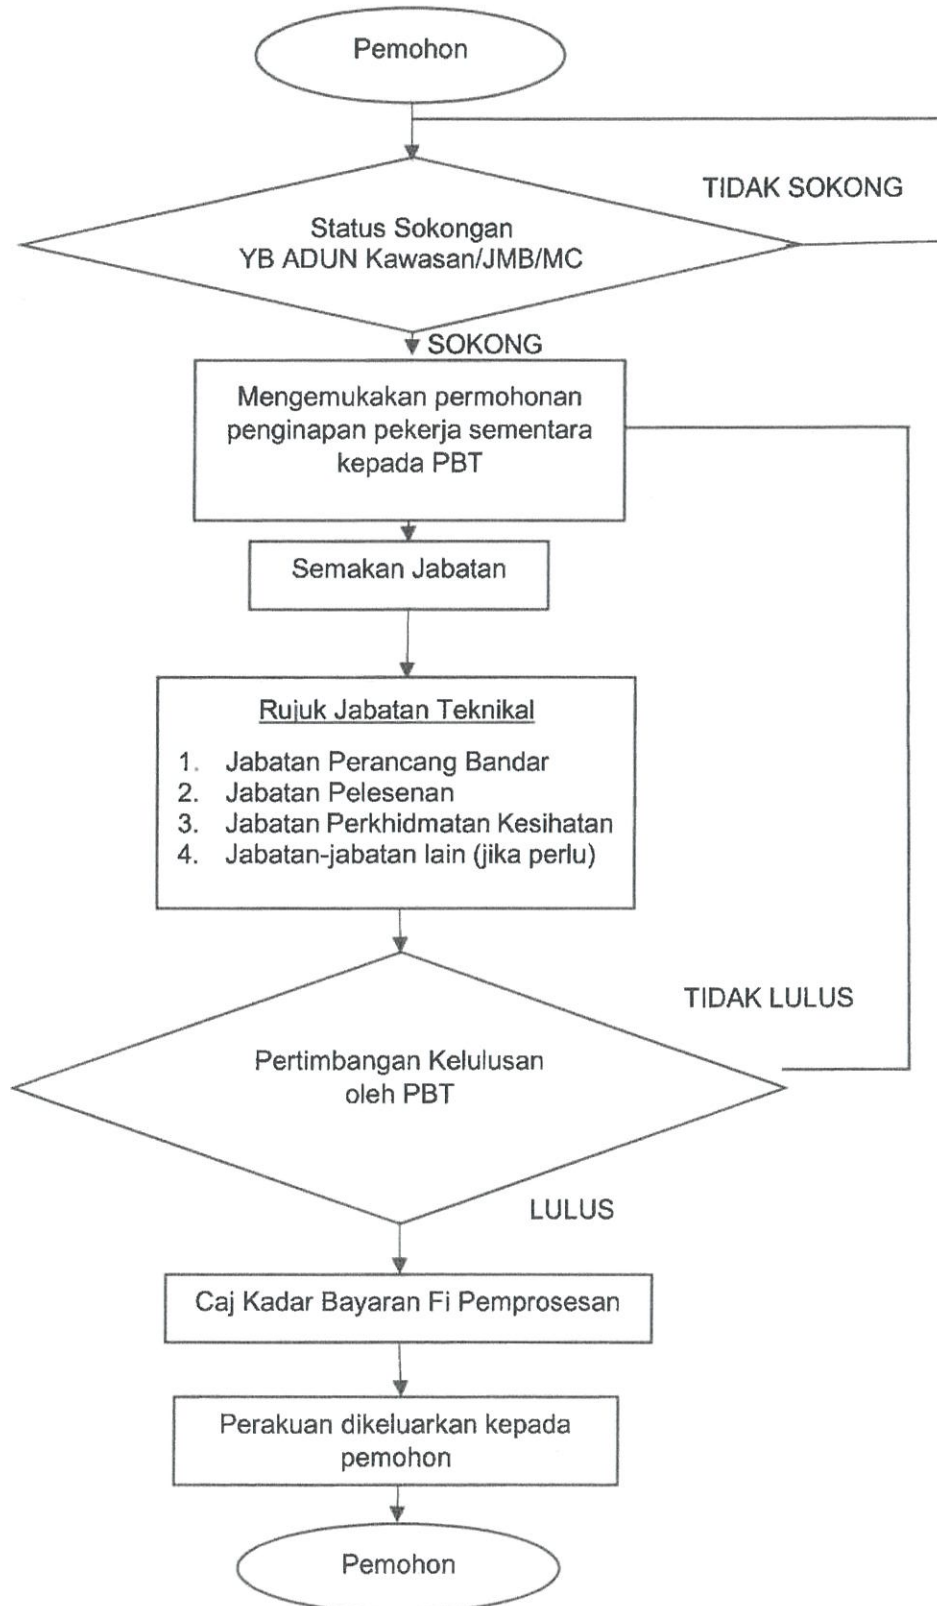 Pemohon
TIDAK SOKONG
Status Sokongan
YB ADUN Kawasan/JMB/MC
SOKONG
Mengemukakan permohonan
penginapan pekerja sementara
kepada PBT
Semakan Jabatan
Rujuk Jabatan Teknikal
1. Jabatan Perancang Bandar
2. Jabatan Pelesenan
3. Jabatan Perkhidmatan Kesihatan
4. Jabatan-jabatan lain (jika perlu)
TIDAK LULUS
Pertimbangan Kelulusan
oleh PBT
LULUS
Caj Kadar Bayaran Fi Pemprosesan
Perakuan dikeluarkan kepada
pemohon
Pemohon